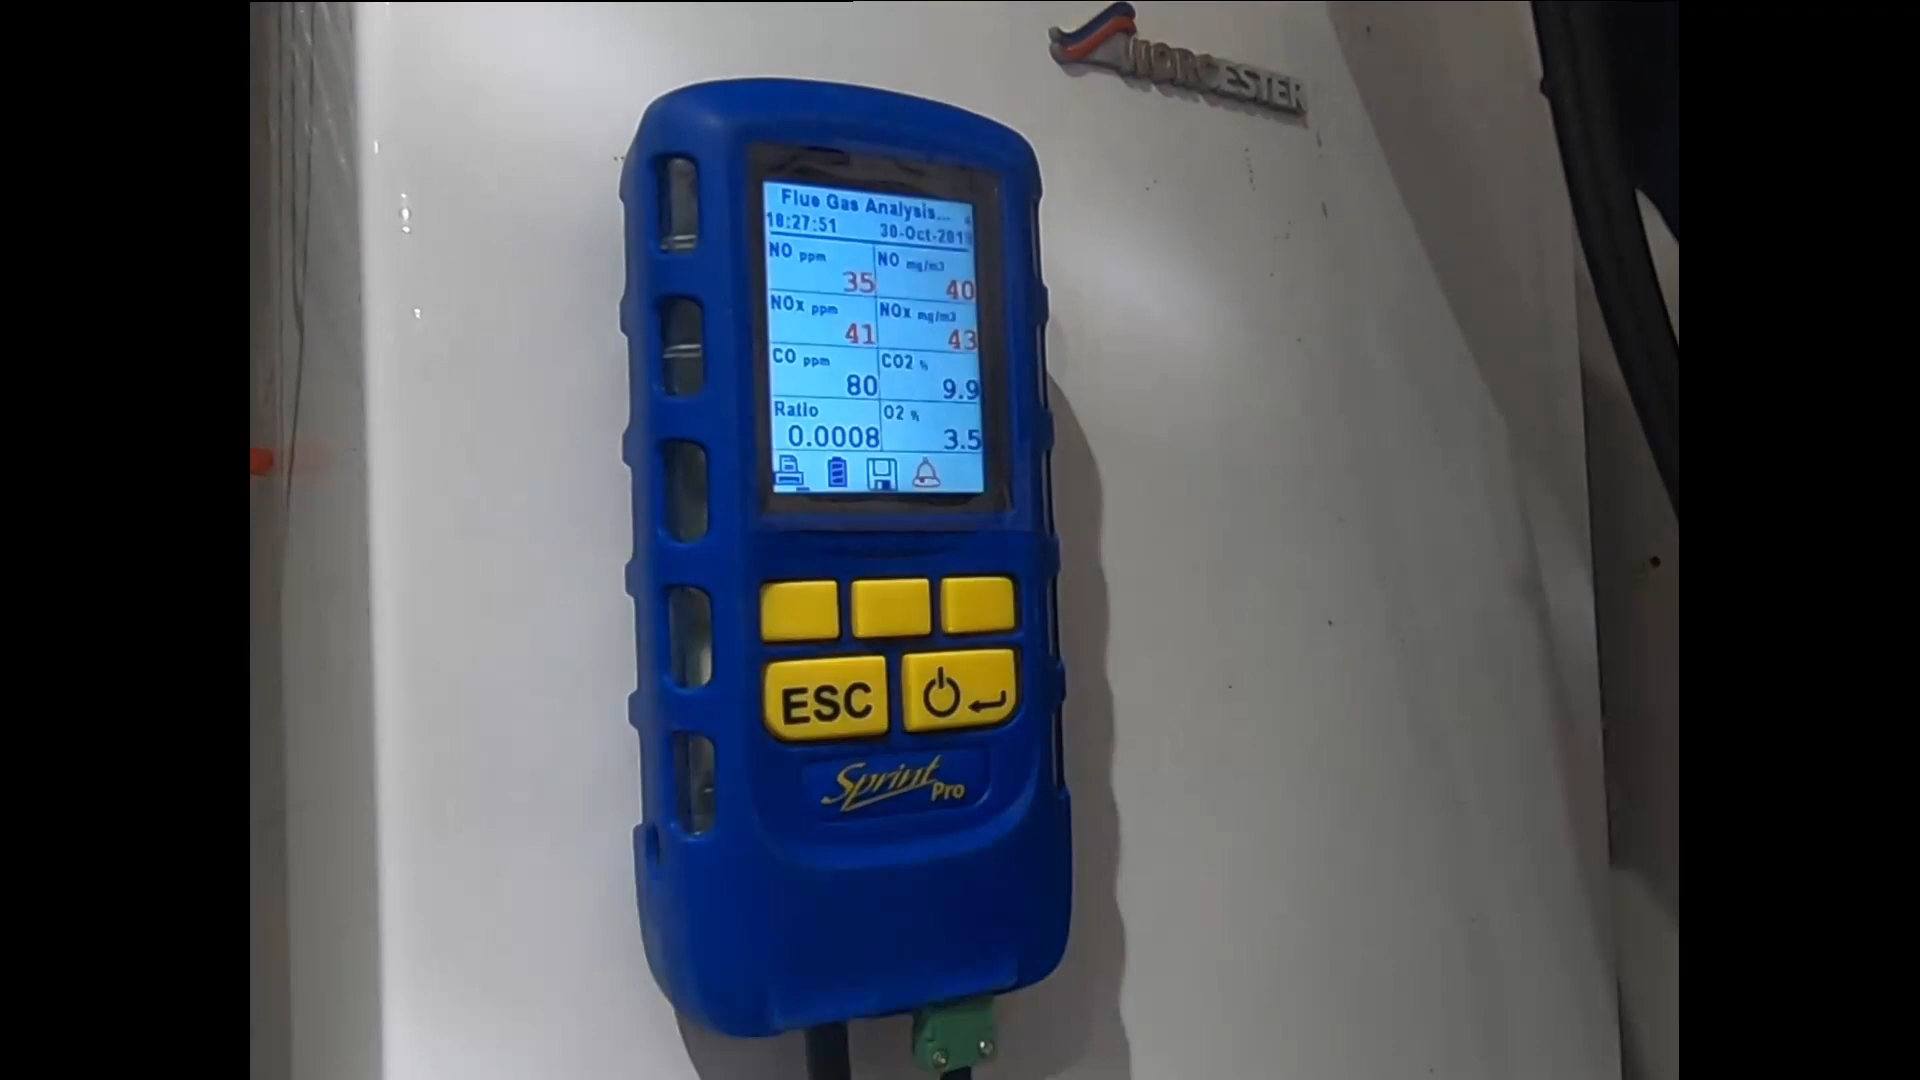 WORCESTER
Flue Gas Analysis...
18:27:51 30-Oct-201
NO ppm NO mg/m3
35 40
NOx ppm NOx mg/m3
41 43
CO ppm CO2 %
80 9.9
Ratio O2 %
0.0008 3.5
ESC
Sprint Pro